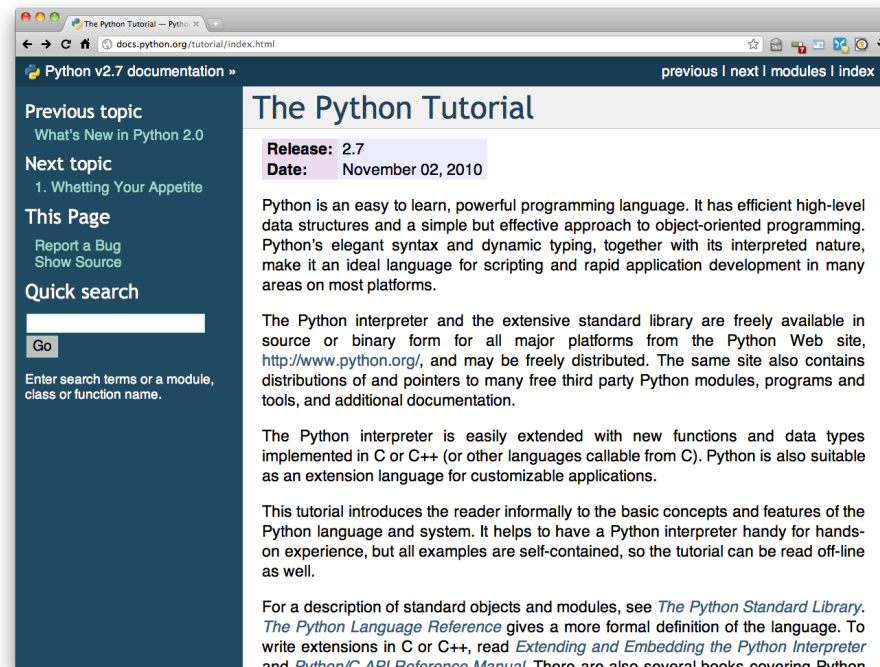 The Python Tutorial — Pytho
docs.python.org/tutorial/index.html
7
Python v2.7 documentation »
previous | next | modules | index
Previous topic
What's New in Python 2.0
Next topic
1. Whetting Your Appetite
This Page
Report a Bug
Show Source
Quick search
Go
Enter search terms or a module,
class or function name.
The Python Tutorial
Release: 2.7
Date: November 02, 2010
Python is an easy to learn, powerful programming language. It has efficient high-level
data structures and a simple but effective approach to object-oriented programming.
Python's elegant syntax and dynamic typing, together with its interpreted nature,
make it an ideal language for scripting and rapid application development in many
areas on most platforms.
The Python interpreter and the extensive standard library are freely available in
source or binary form for all major platforms from the Python Web site,
http://www.python.org/, and may be freely distributed. The same site also contains
distributions of and pointers to many free third party Python modules, programs and
tools, and additional documentation.
The Python interpreter is easily extended with new functions and data types
implemented in C or C++ (or other languages callable from C). Python is also suitable
as an extension language for customizable applications.
This tutorial introduces the reader informally to the basic concepts and features of the
Python language and system. It helps to have a Python interpreter handy for hands-
on experience, but all examples are self-contained, so the tutorial can be read off-line
as well.
For a description of standard objects and modules, see The Python Standard Library.
The Python Language Reference gives a more formal definition of the language. To
write extensions in C or C++, read Extending and Embedding the Python Interpreter
and Python/C API Reference Manual. There are also several books covering Python